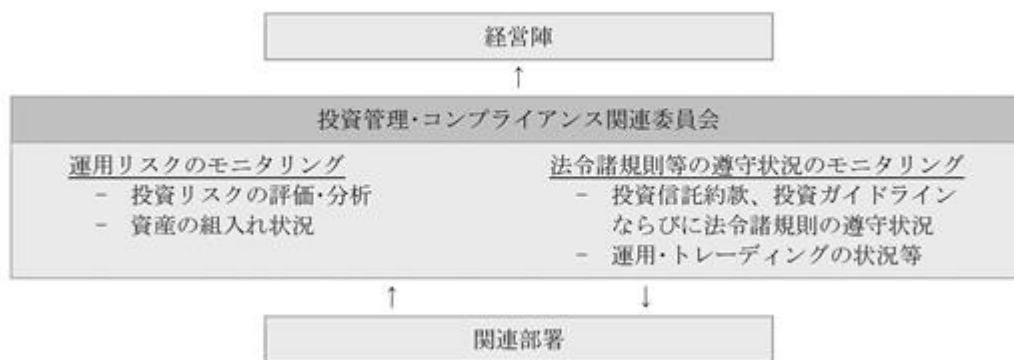 経営陣
↑
投資管理･コンプライアンス関連委員会
運用リスクのモニタリング
－ 投資リスクの評価･分析
－ 資産の組入れ状況
法令諸規則等の遵守状況のモニタリング
－ 投資信託約款、投資ガイドライン
ならびに法令諸規則の遵守状況
－ 運用･トレーディングの状況等
↑ ↓
関連部署